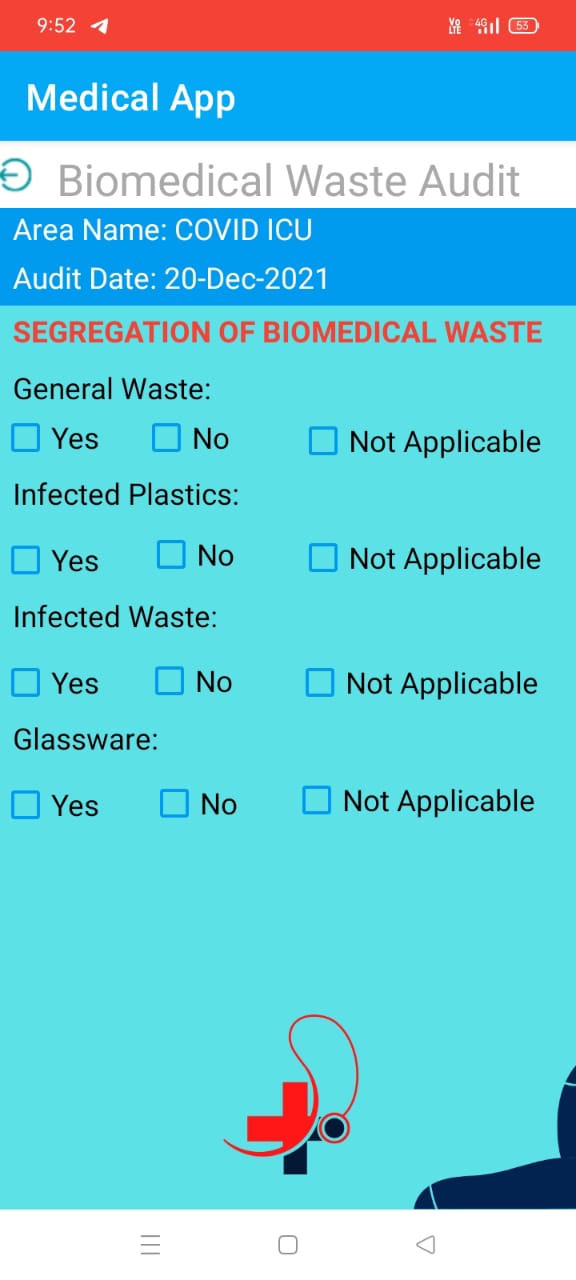 9:52 Vo LTE 4G 53
Medical App
Biomedical Waste Audit
Area Name: COVID ICU
Audit Date: 20-Dec-2021
SEGREGATION OF BIOMEDICAL WASTE
General Waste:
Yes No Not Applicable
Infected Plastics:
Yes No Not Applicable
Infected Waste:
Yes No Not Applicable
Glassware:
Yes No Not Applicable